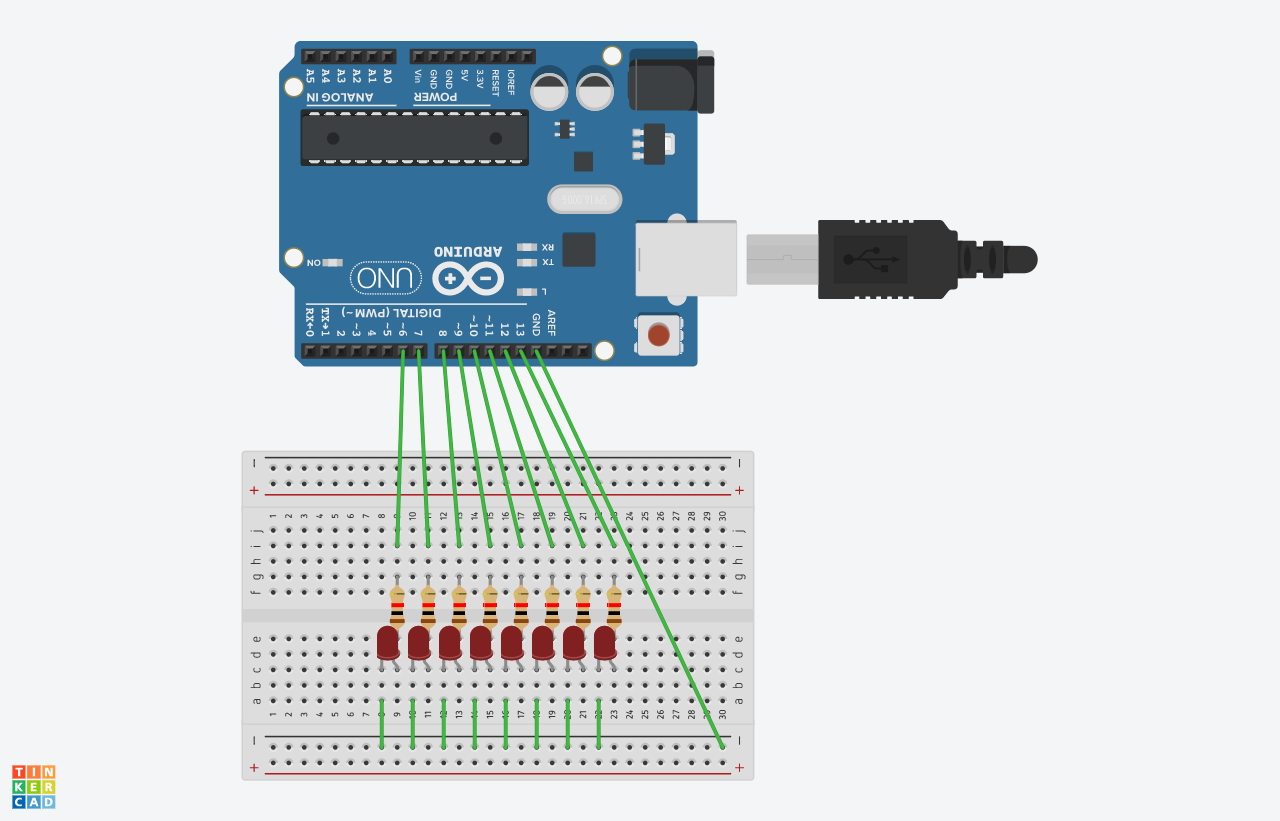 A5 A4 A3 A2 A1 A0
Vin GND GND 5V 3.3V RESET IOREF
ANALOG IN
POWER
ON
UNO
ARDUINO
RX
TX
L
DIGITAL (PWM~)
RX←0 TX→1 2 ~3 4 ~5 ~6 7 8 ~9 ~10 ~11 12 13 GND AREF
− −
+ +
1 2 3 4 5 6 7 8 9 10 11 12 13 14 15 16 17 18 19 20 21 22 23 24 25 26 27 28 29 30
j j
i i
h h
g g
f f
e e
d d
c c
b b
a a
1 2 3 4 5 6 7 8 9 10 11 12 13 14 15 16 17 18 19 20 21 22 23 24 25 26 27 28 29 30
− −
+ +
TIN
KER
CAD